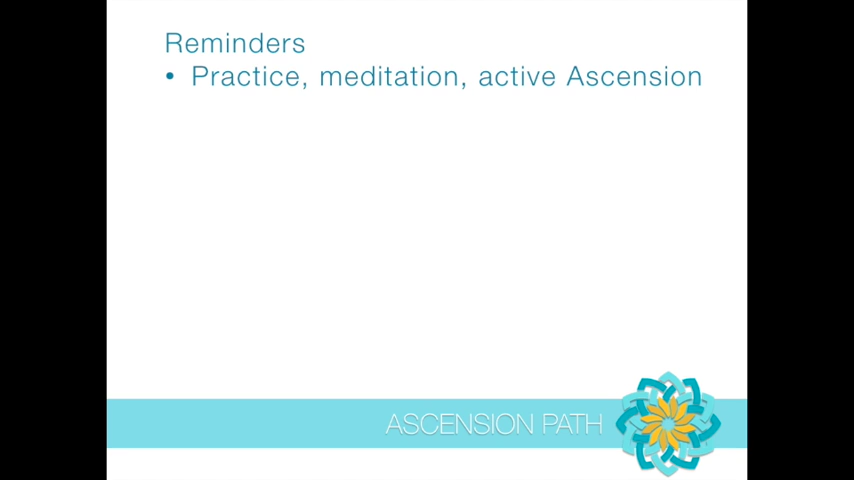 Reminders
• Practice, meditation, active Ascension
ASCENSION PATH